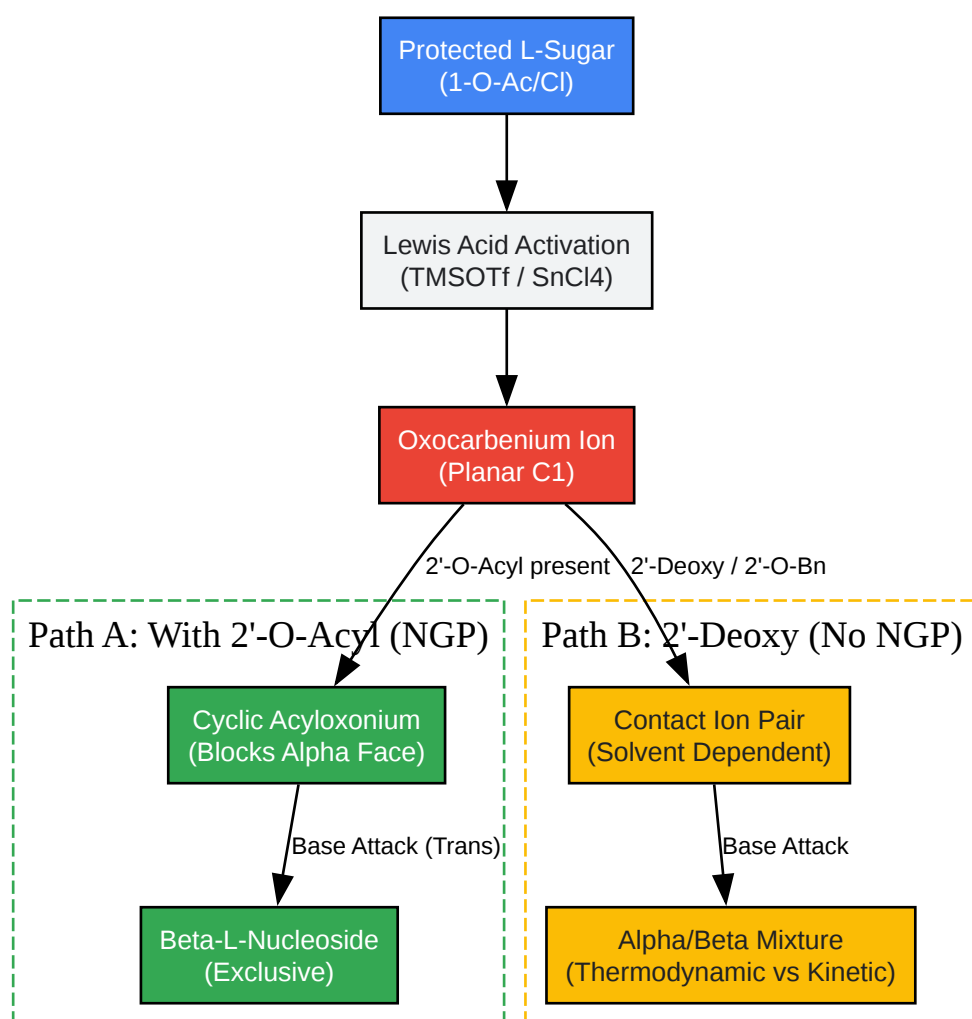 Protected L-Sugar
(1-O-Ac/Cl)
Lewis Acid Activation
(TMSOTf / SnCl4)
Oxocarbenium Ion
(Planar C1)
2'-O-Acyl present
2'-Deoxy / 2'-O-Bn
Path A: With 2'-O-Acyl (NGP)
Path B: 2'-Deoxy (No NGP)
Cyclic Acyloxonium
(Blocks Alpha Face)
Contact Ion Pair
(Solvent Dependent)
Base Attack (Trans)
Base Attack
Beta-L-Nucleoside
(Exclusive)
Alpha/Beta Mixture
(Thermodynamic vs Kinetic)